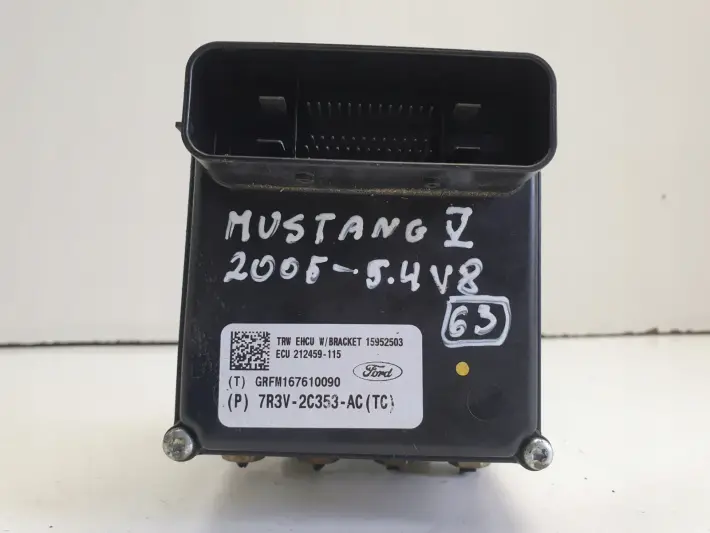 MUSTANG V
2005-5.4V8
63
TRW EHCU W/BRACKET 15952503
ECU 212459-115
Ford
(T) GRFM167610090
(P) 7R3V-2C353-AC(TC)